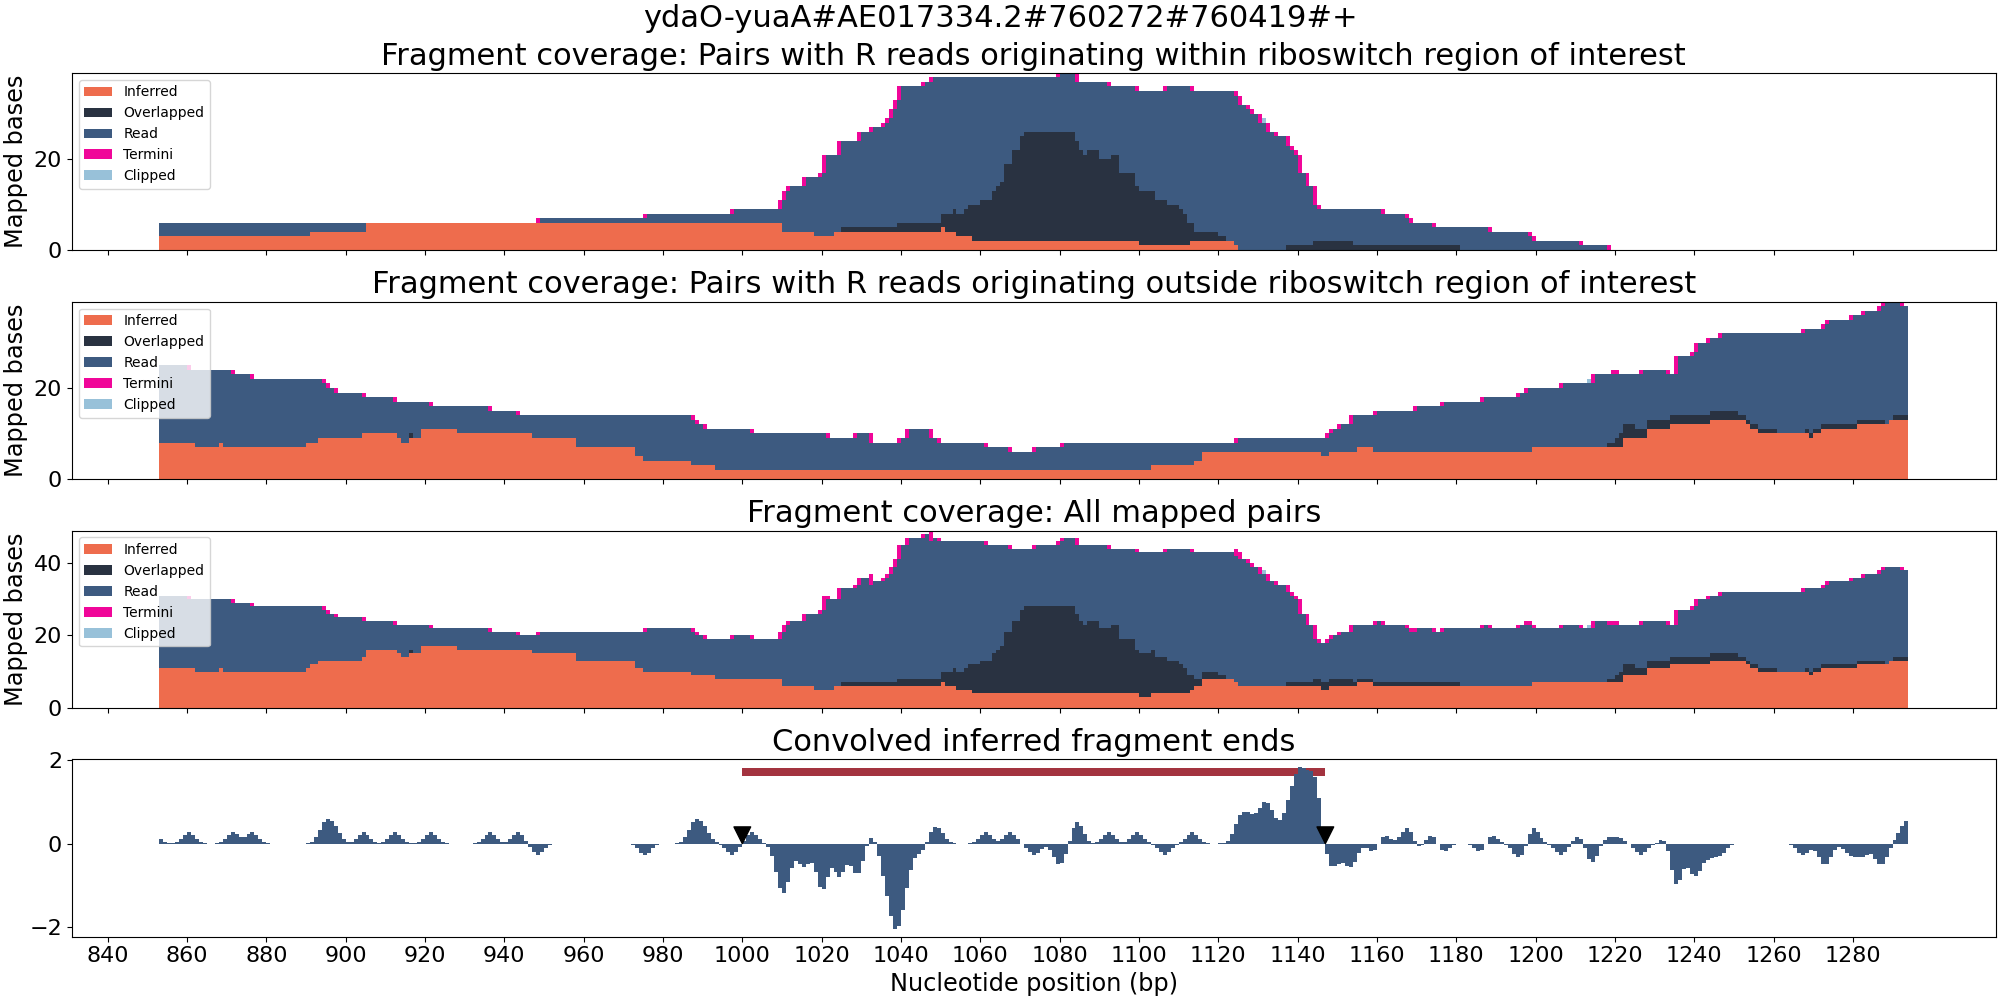 ydaO-yuaA#AE017334.2#760272#760419#+
Fragment coverage: Pairs with R reads originating within riboswitch region of interest
Mapped bases
20
0
Inferred
Overlapped
Read
Termini
Clipped
Fragment coverage: Pairs with R reads originating outside riboswitch region of interest
Mapped bases
20
0
Inferred
Overlapped
Read
Termini
Clipped
Fragment coverage: All mapped pairs
Mapped bases
40
20
0
Inferred
Overlapped
Read
Termini
Clipped
Convolved inferred fragment ends
2
0
−2
840 860 880 900 920 940 960 980 1000 1020 1040 1060 1080 1100 1120 1140 1160 1180 1200 1220 1240 1260 1280
Nucleotide position (bp)